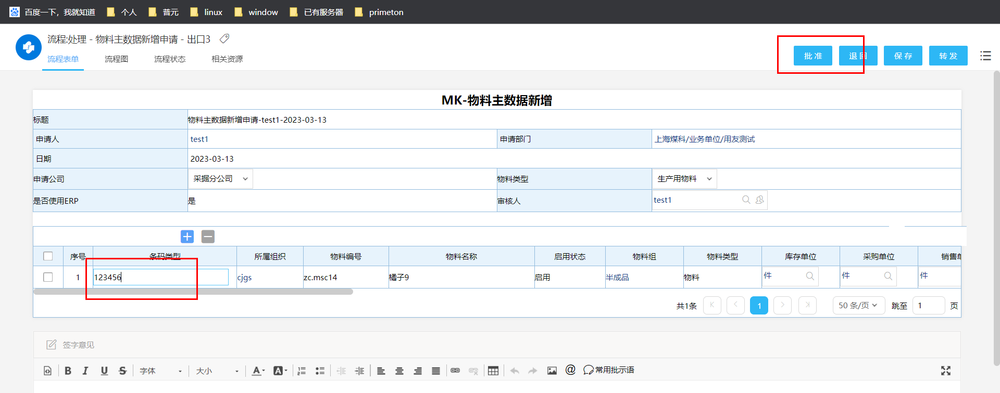 百度一下，我就知道 个人 普元 linux window 已有服务器 primeton
流程:处理 - 物料主数据新增申请 - 出口3
流程表单 流程图 流程状态 相关资源
批准 退回 保存 转发
MK-物料主数据新增
标题 物料主数据新增申请-test1-2023-03-13
申请人 test1 申请部门 上海煤科/业务单位/用友测试
日期 2023-03-13
申请公司 采掘分公司 物料类型 生产用物料
是否使用ERP 是 审核人 test1
序号 条码类型 所属组织 物料编号 物料名称 启用状态 物料组 物料类型 库存单位 采购单位 销售单
1 123456 cjgs zc.msc14 橘子9 启用 半成品 物料 件 件 件
共1条 1 50 条/页 跳至 1 页
签字意见
B I U S 字体 大小 A A @ 常用批示语